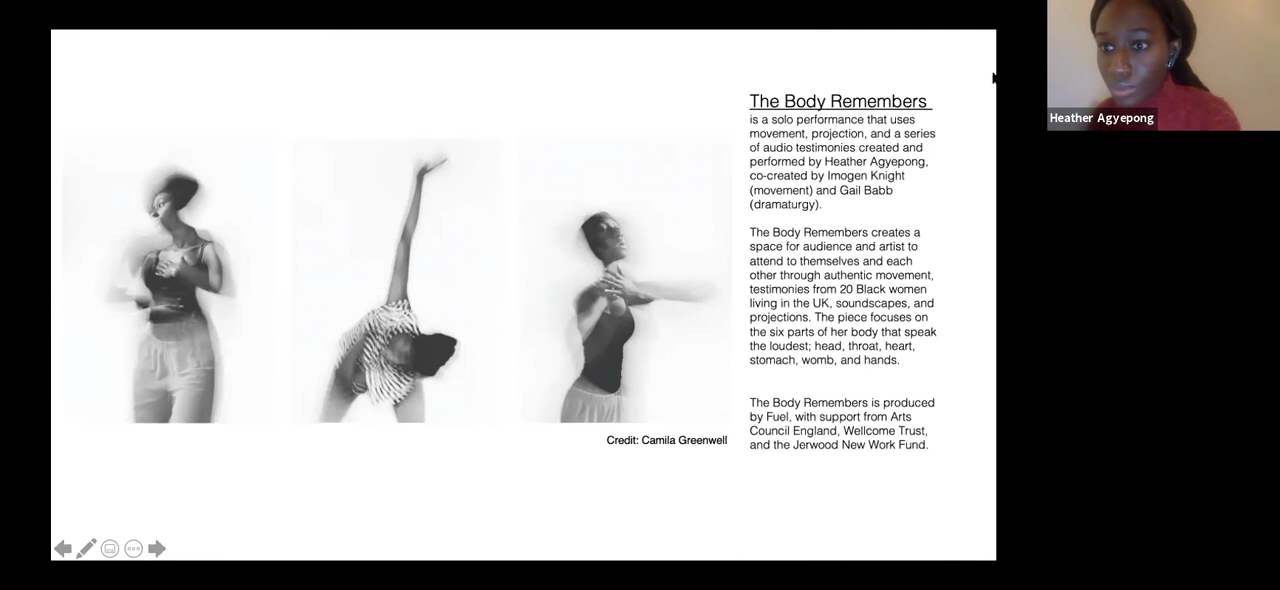 The Body Remembers
is a solo performance that uses
movement, projection, and a series
of audio testimonies created and
performed by Heather Agyepong,
co-created by Imogen Knight
(movement) and Gail Babb
(dramaturgy).
The Body Remembers creates a
space for audience and artist to
attend to themselves and each
other through authentic movement,
testimonies from 20 Black women
living in the UK, soundscapes, and
projections. The piece focuses on
the six parts of her body that speak
the loudest; head, throat, heart,
stomach, womb, and hands.
The Body Remembers is produced
by Fuel, with support from Arts
Council England, Wellcome Trust,
and the Jerwood New Work Fund.
Credit: Camila Greenwell
Heather Agyepong